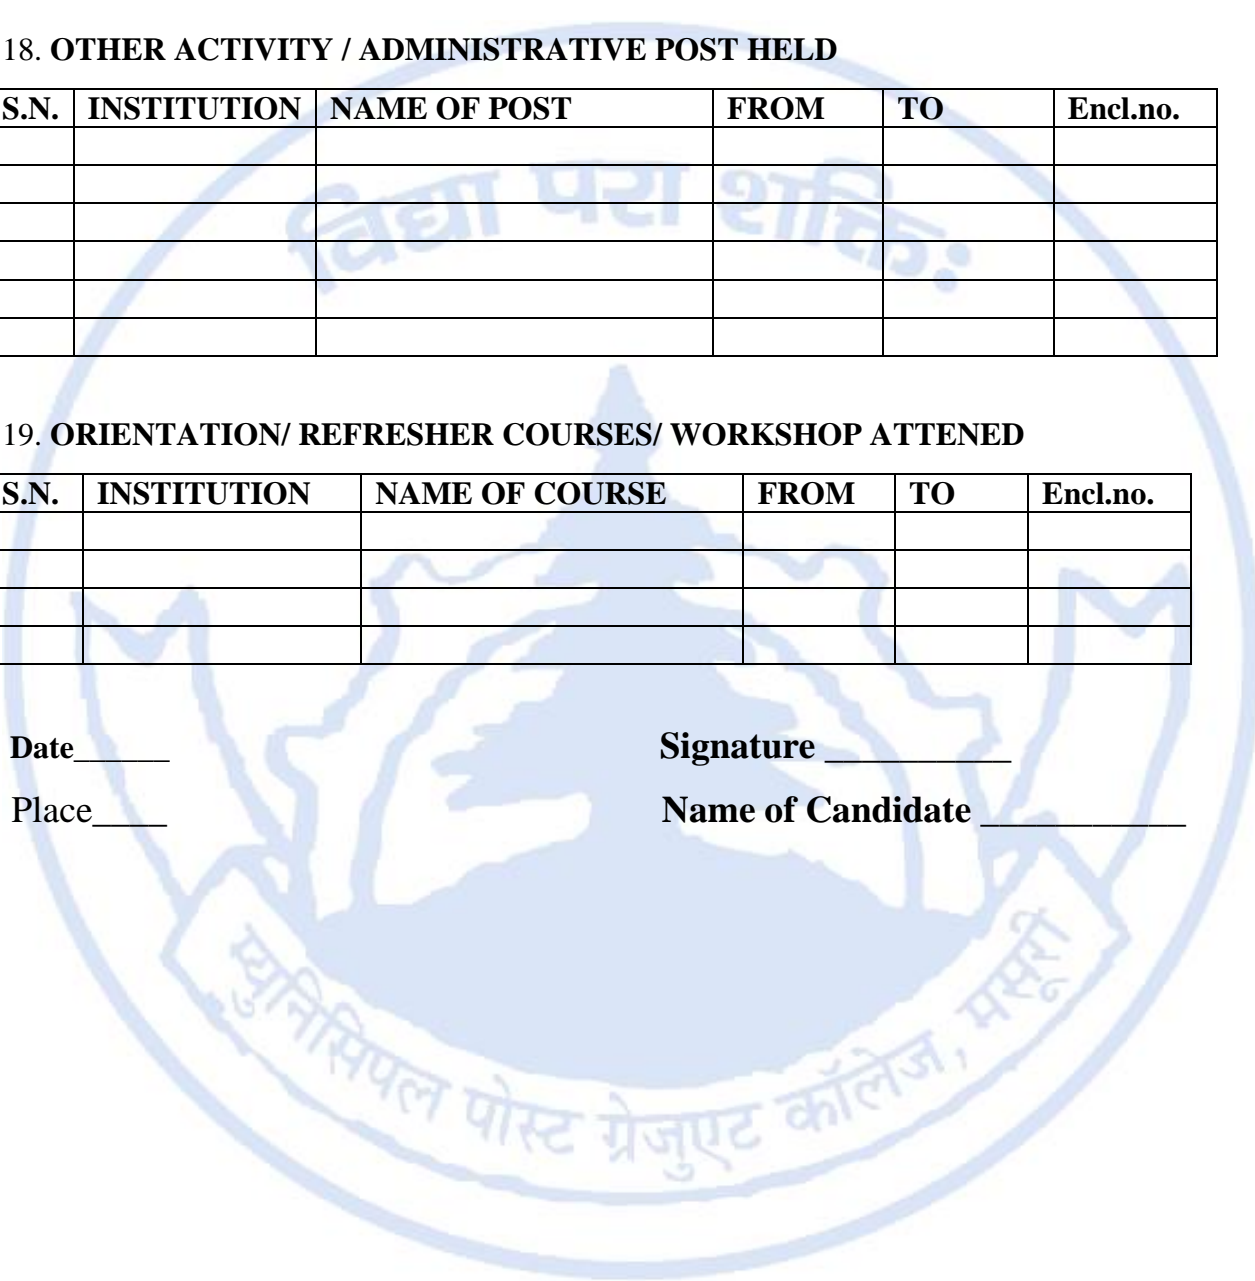 18. OTHER ACTIVITY / ADMINISTRATIVE POST HELD
S.N. INSTITUTION NAME OF POST FROM TO Encl.no.
विद्या परा शक्तिः
19. ORIENTATION/ REFRESHER COURSES/ WORKSHOP ATTENED
S.N. INSTITUTION NAME OF COURSE FROM TO Encl.no.
Date______ Signature __________
Place____ Name of Candidate ___________
म्युनिसिपल पोस्ट ग्रेजुएट कॉलेज, मसूरी